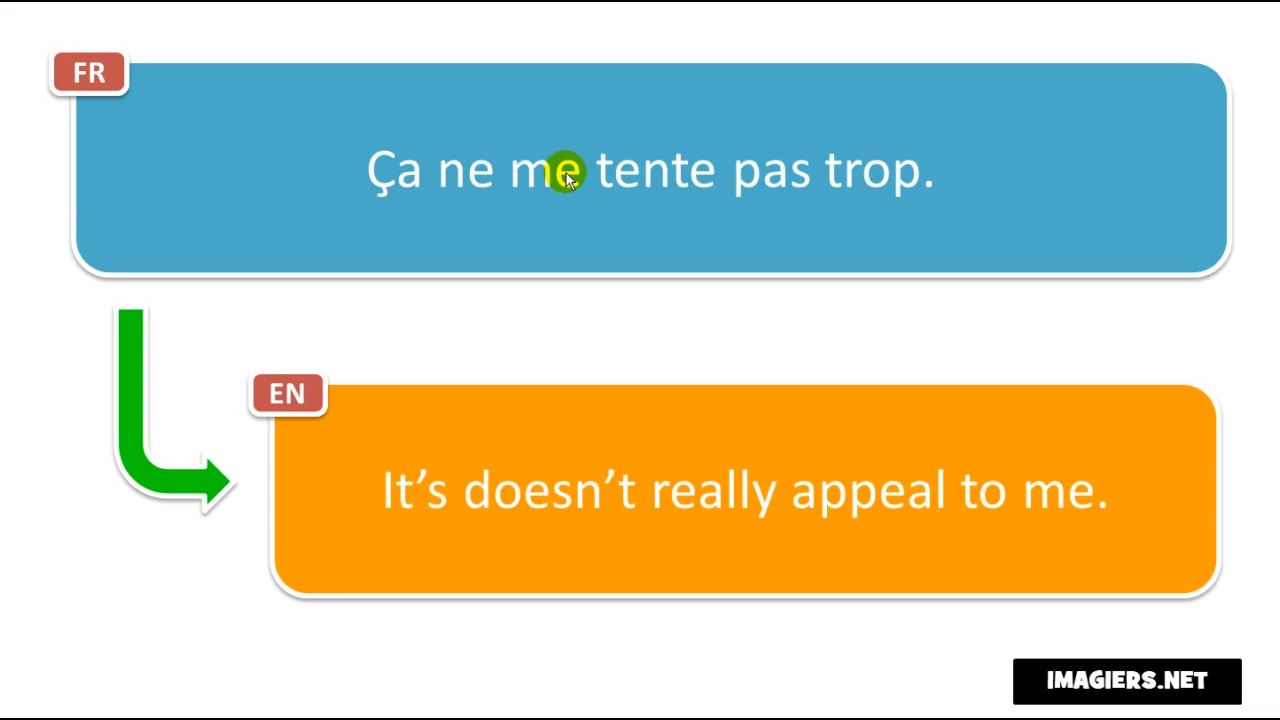 FR
Ça ne me tente pas trop.
EN
It’s doesn’t really appeal to me.
IMAGIERS.NET